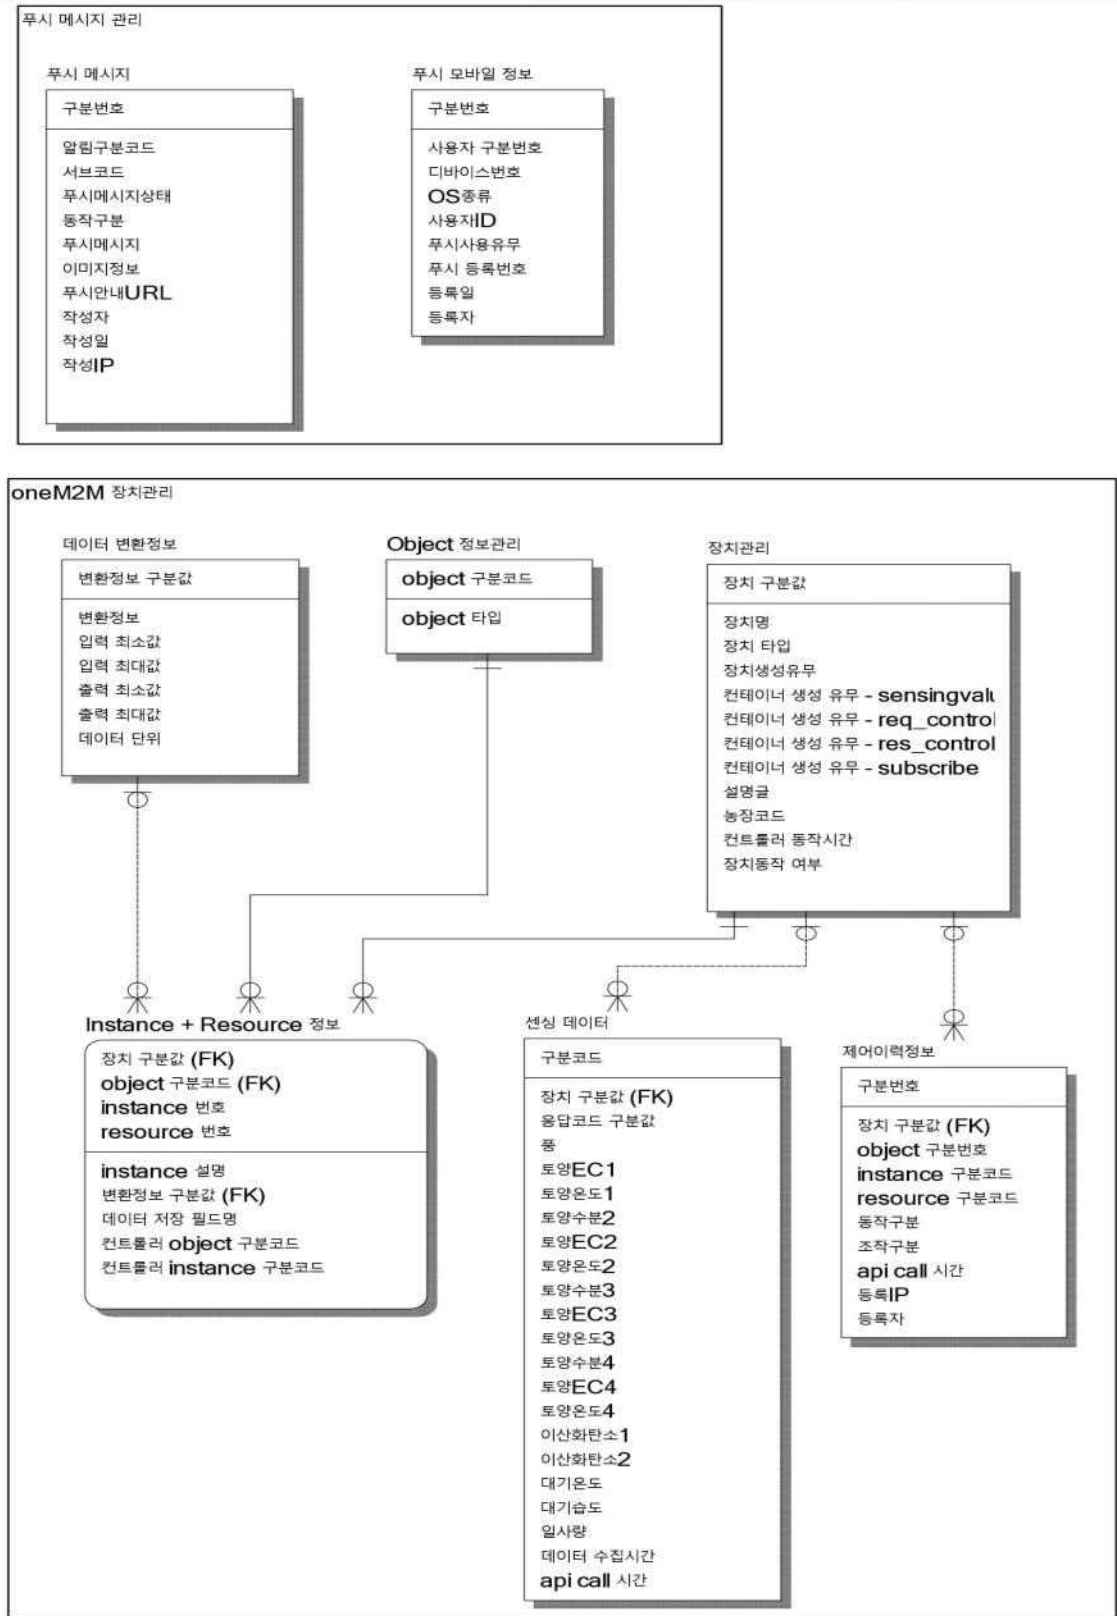 푸시 메시지 관리
푸시 메시지
구분번호
알림구분코드
서브코드
푸시메시지상태
동작구분
푸시메시지
이미지정보
푸시안내URL
작성자
작성일
작성IP
푸시 모바일 정보
구분번호
사용자 구분번호
디바이스번호
OS종류
사용자ID
푸시사용유무
푸시 등록번호
등록일
등록자
oneM2M 장치관리
데이터 변환정보
변환정보 구분값
변환정보
입력 최소값
입력 최대값
출력 최소값
출력 최대값
데이터 단위
Object 정보관리
object 구분코드
object 타입
장치관리
장치 구분값
장치명
장치 타입
장치생성유무
컨테이너 생성 유무 - sensingvalu
컨테이너 생성 유무 - req_control
컨테이너 생성 유무 - res_control
컨테이너 생성 유무 - subscribe
설명글
농장코드
컨트롤러 동작시간
장치동작 여부
Instance + Resource 정보
장치 구분값 (FK)
object 구분코드 (FK)
instance 번호
resource 번호
instance 설명
변환정보 구분값 (FK)
데이터 저장 필드명
컨트롤러 object 구분코드
컨트롤러 instance 구분코드
센싱 데이터
구분코드
장치 구분값 (FK)
응답코드 구분값
풍
토양EC1
토양온도1
토양수분2
토양EC2
토양온도2
토양수분3
토양EC3
토양온도3
토양수분4
토양EC4
토양온도4
이산화탄소1
이산화탄소2
대기온도
대기습도
일사량
데이터 수집시간
api call 시간
제어이력정보
구분번호
장치 구분값 (FK)
object 구분번호
instance 구분코드
resource 구분코드
동작구분
조작구분
api call 시간
등록IP
등록자